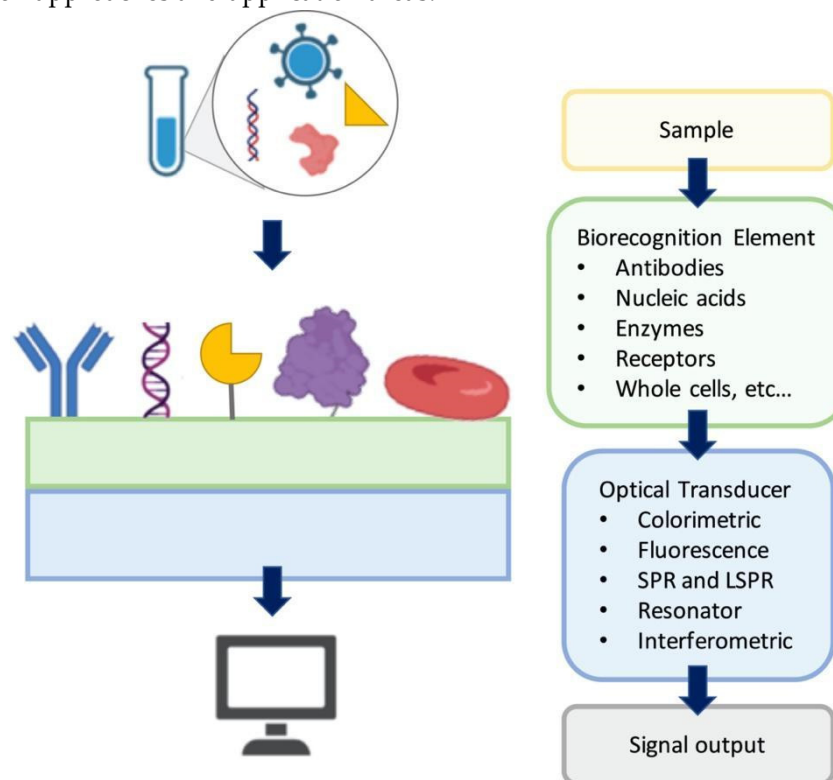 Sample
Biorecognition Element
• Antibodies
• Nucleic acids
• Enzymes
• Receptors
• Whole cells, etc...
Optical Transducer
• Colorimetric
• Fluorescence
• SPR and LSPR
• Resonator
• Interferometric
Signal output